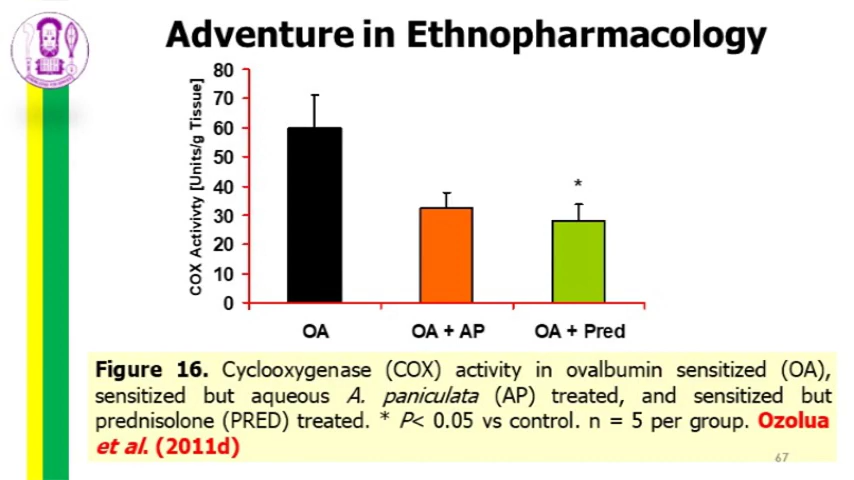 Adventure in Ethnopharmacology
COX Activivty [Units/g Tissue]
80
70
60
50
40
30
20
10
0
*
OA
OA + AP
OA + Pred
Figure 16. Cyclooxygenase (COX) activity in ovalbumin sensitized (OA),
sensitized but aqueous A. paniculata (AP) treated, and sensitized but
prednisolone (PRED) treated. * P< 0.05 vs control. n = 5 per group. Ozolua
et al. (2011d)
67